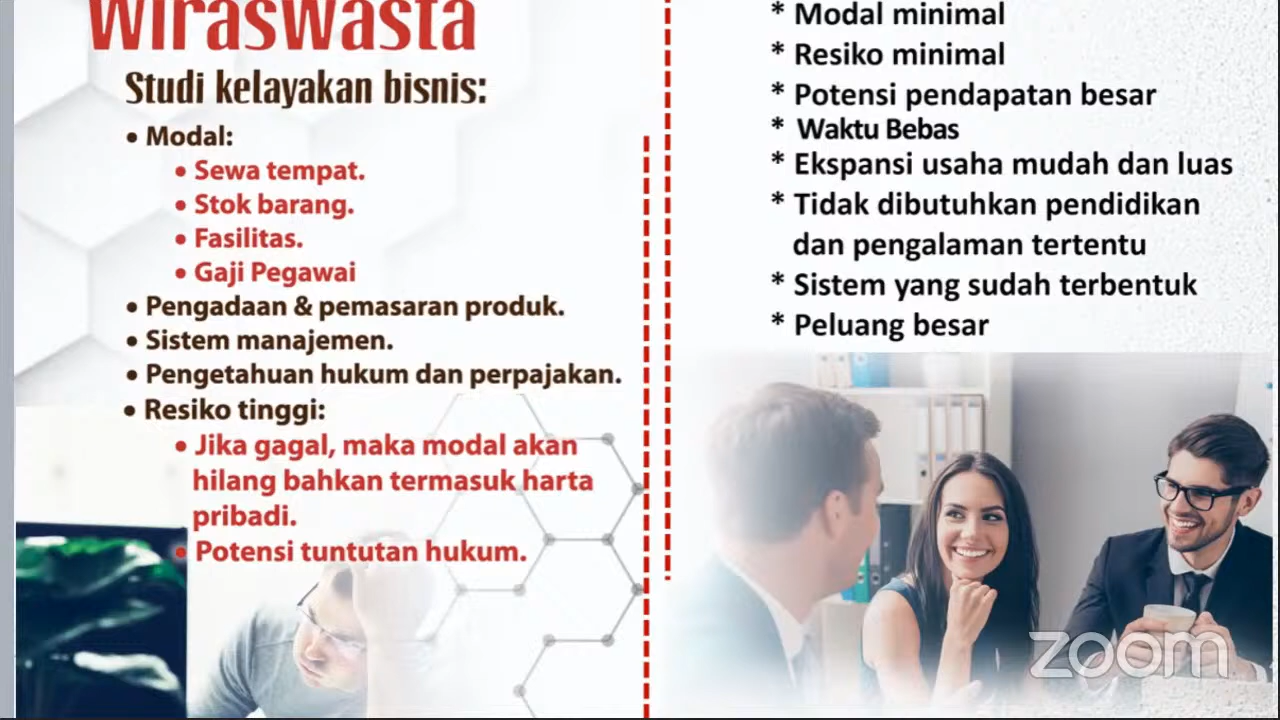 Wiraswasta
Studi kelayakan bisnis:
• Modal:
• Sewa tempat.
• Stok barang.
• Fasilitas.
• Gaji Pegawai
• Pengadaan & pemasaran produk.
• Sistem manajemen.
• Pengetahuan hukum dan perpajakan.
• Resiko tinggi:
• Jika gagal, maka modal akan
hilang bahkan termasuk harta
pribadi.
• Potensi tuntutan hukum.
* Modal minimal
* Resiko minimal
* Potensi pendapatan besar
* Waktu Bebas
* Ekspansi usaha mudah dan luas
* Tidak dibutuhkan pendidikan
dan pengalaman tertentu
* Sistem yang sudah terbentuk
* Peluang besar
zoom